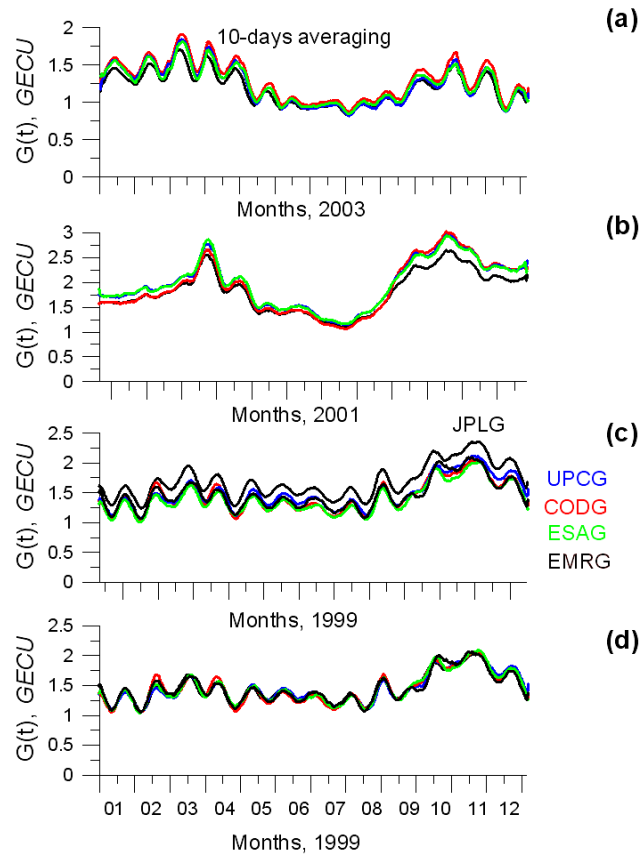 (a)
10-days averaging
2
1.5
1
0.5
0
G(t), GECU
Months, 2003
(b)
3
2.5
2
1.5
1
0.5
0
G(t), GECU
Months, 2001
(c)
JPLG
2.5
2
1.5
1
0.5
0
G(t), GECU
UPCG
CODG
ESAG
EMRG
Months, 1999
(d)
2.5
2
1.5
1
0.5
0
G(t), GECU
01 02 03 04 05 06 07 08 09 10 11 12
Months, 1999